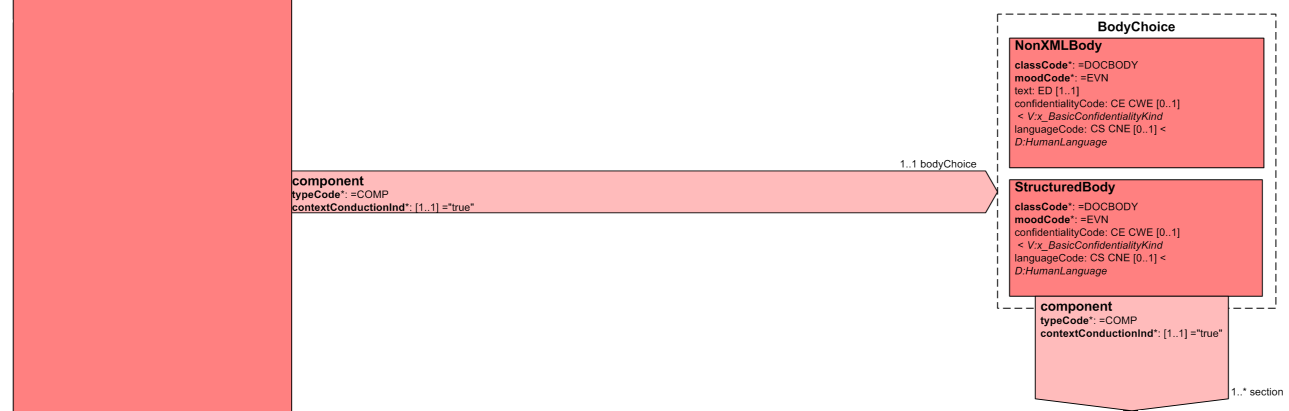 BodyChoice
NonXMLBody
classCode*: =DOCBODY
moodCode*: =EVN
text: ED [1..1]
confidentialityCode: CE CWE [0..1]
< V:x_BasicConfidentialityKind
languageCode: CS CNE [0..1] <
D:HumanLanguage
1..1 bodyChoice
component
typeCode*: =COMP
contextConductionInd*: [1..1] ="true"
StructuredBody
classCode*: =DOCBODY
moodCode*: =EVN
confidentialityCode: CE CWE [0..1]
< V:x_BasicConfidentialityKind
languageCode: CS CNE [0..1] <
D:HumanLanguage
component
typeCode*: =COMP
contextConductionInd*: [1..1] ="true"
1..* section